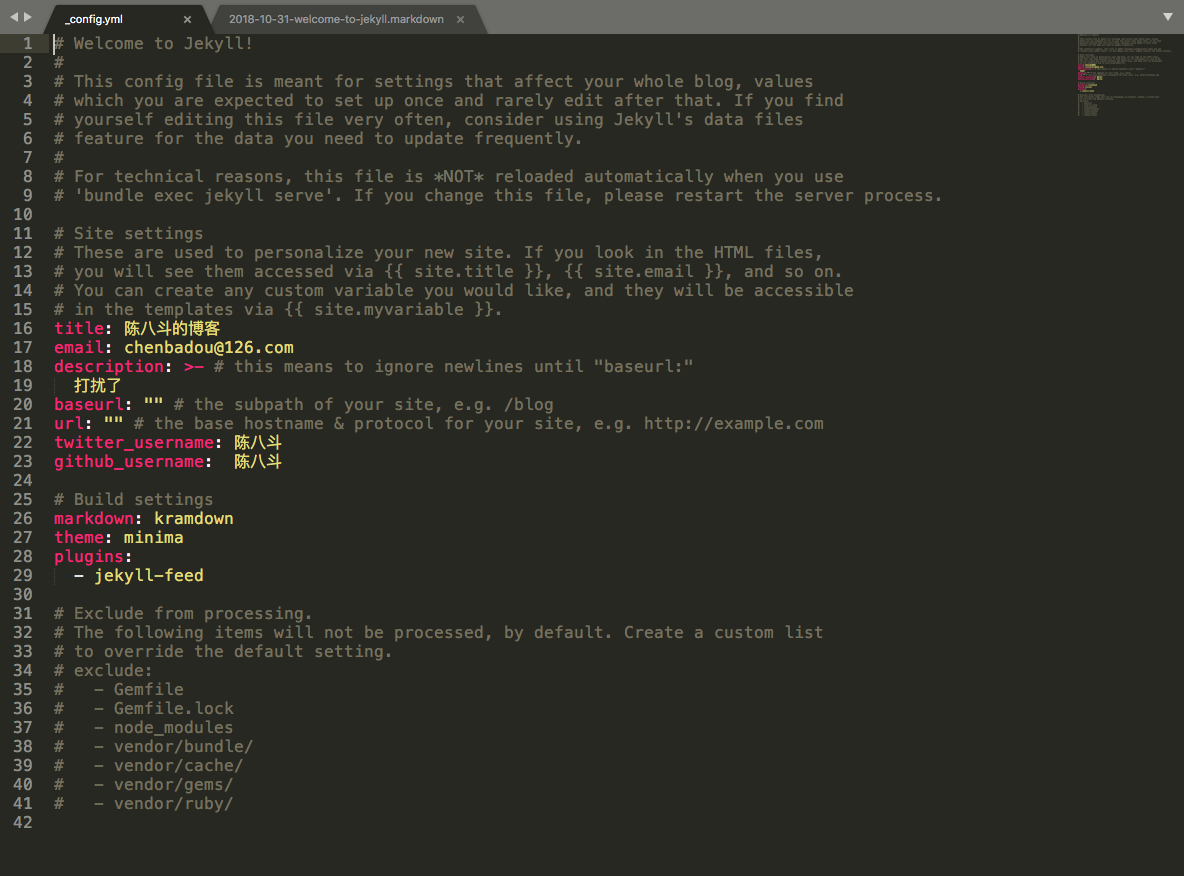 _config.yml × 2018-10-31-welcome-to-jekyll.markdown ×
1 # Welcome to Jekyll!
2 #
3 # This config file is meant for settings that affect your whole blog, values
4 # which you are expected to set up once and rarely edit after that. If you find
5 # yourself editing this file very often, consider using Jekyll's data files
6 # feature for the data you need to update frequently.
7 #
8 # For technical reasons, this file is *NOT* reloaded automatically when you use
9 # 'bundle exec jekyll serve'. If you change this file, please restart the server process.
10
11 # Site settings
12 # These are used to personalize your new site. If you look in the HTML files,
13 # you will see them accessed via {{ site.title }}, {{ site.email }}, and so on.
14 # You can create any custom variable you would like, and they will be accessible
15 # in the templates via {{ site.myvariable }}.
16 title: 陈八斗的博客
17 email: chenbadou@126.com
18 description: >- # this means to ignore newlines until "baseurl:"
19   打扰了
20 baseurl: "" # the subpath of your site, e.g. /blog
21 url: "" # the base hostname & protocol for your site, e.g. http://example.com
22 twitter_username: 陈八斗
23 github_username:  陈八斗
24
25 # Build settings
26 markdown: kramdown
27 theme: minima
28 plugins:
29   - jekyll-feed
30
31 # Exclude from processing.
32 # The following items will not be processed, by default. Create a custom list
33 # to override the default setting.
34 # exclude:
35 #   - Gemfile
36 #   - Gemfile.lock
37 #   - node_modules
38 #   - vendor/bundle/
39 #   - vendor/cache/
40 #   - vendor/gems/
41 #   - vendor/ruby/
42